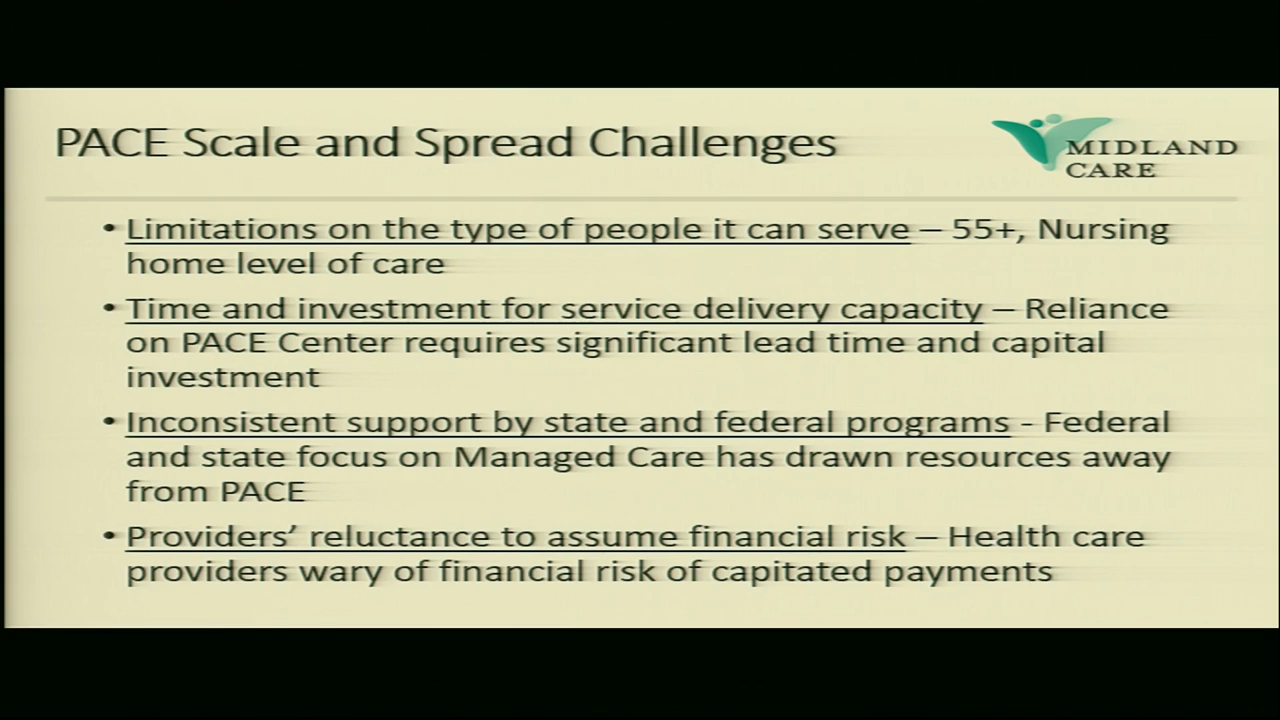 PACE Scale and Spread Challenges
MIDLAND
CARE
• Limitations on the type of people it can serve – 55+, Nursing
home level of care
• Time and investment for service delivery capacity – Reliance
on PACE Center requires significant lead time and capital
investment
• Inconsistent support by state and federal programs - Federal
and state focus on Managed Care has drawn resources away
from PACE
• Providers’ reluctance to assume financial risk – Health care
providers wary of financial risk of capitated payments